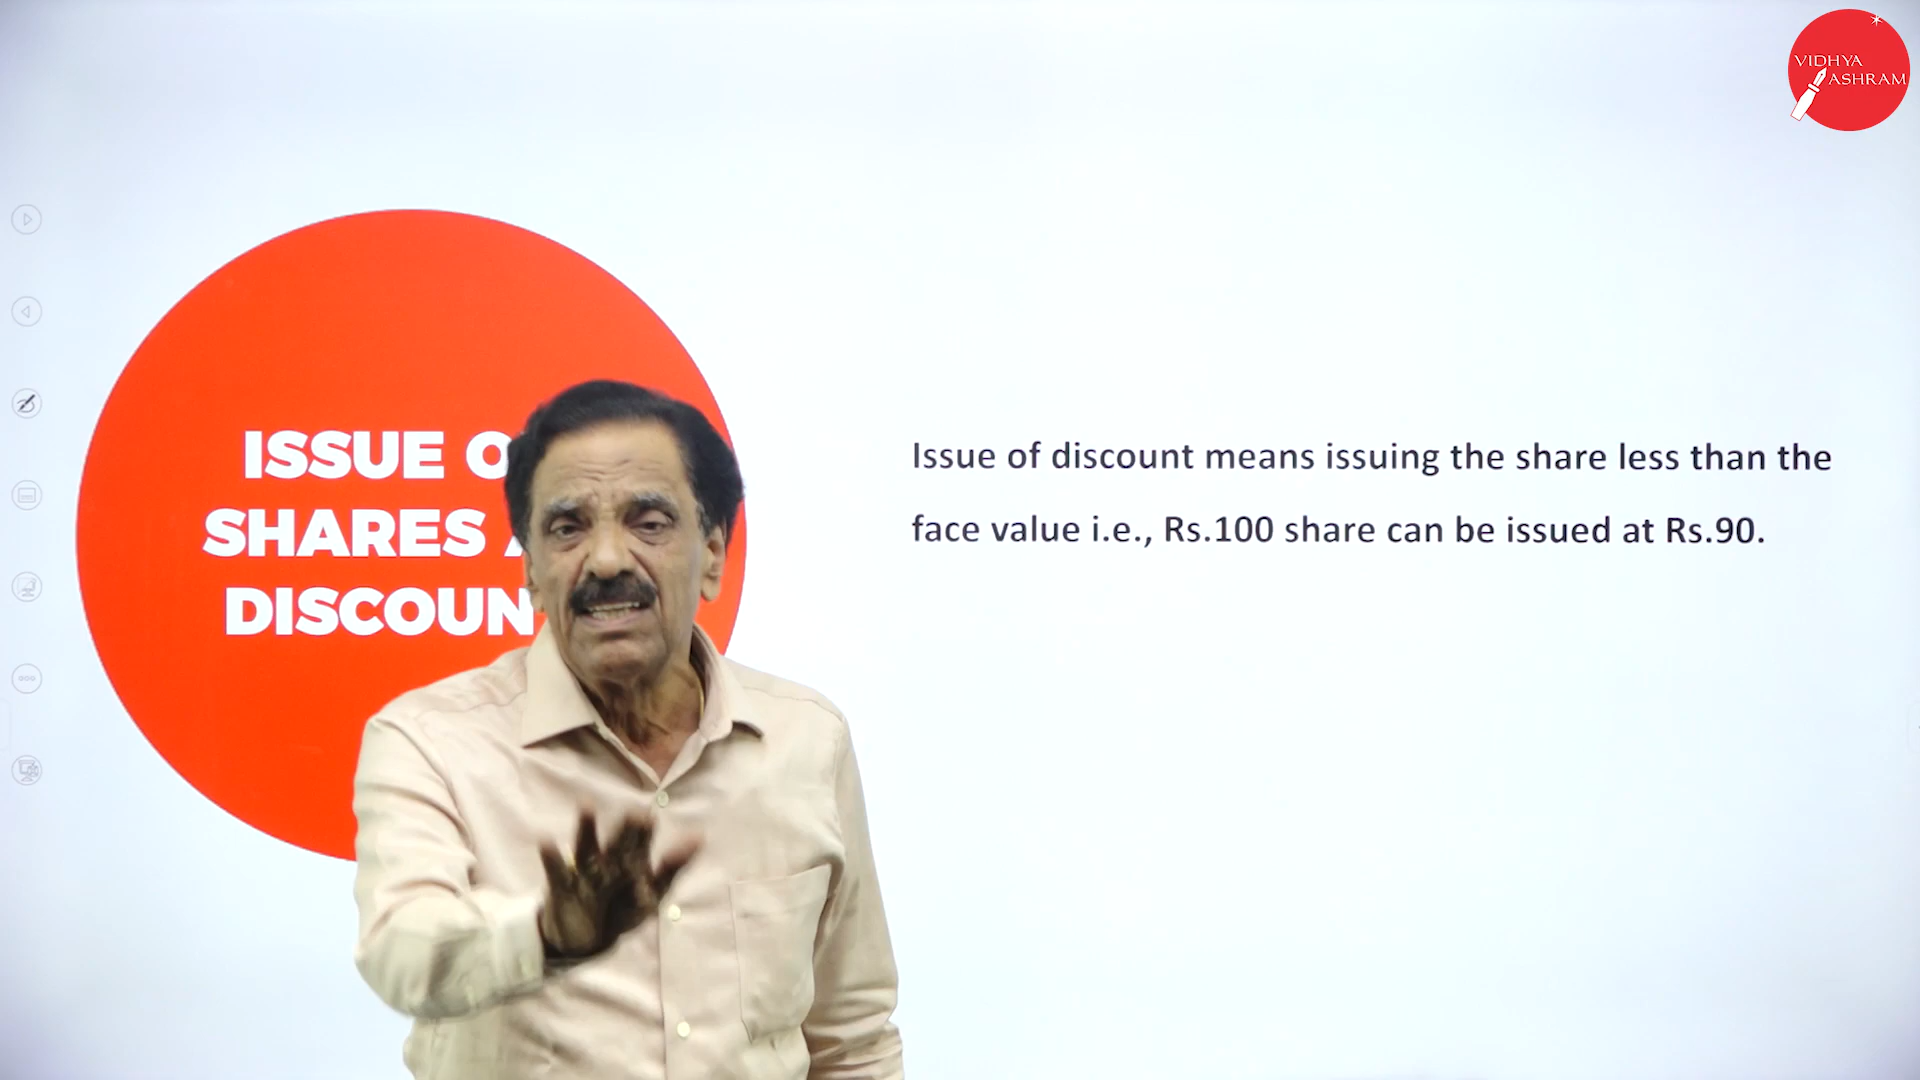 VIDHYA
ASHRAM
ISSUE O
SHARES
DISCOUN
Issue of discount means issuing the share less than the
face value i.e., Rs.100 share can be issued at Rs.90.